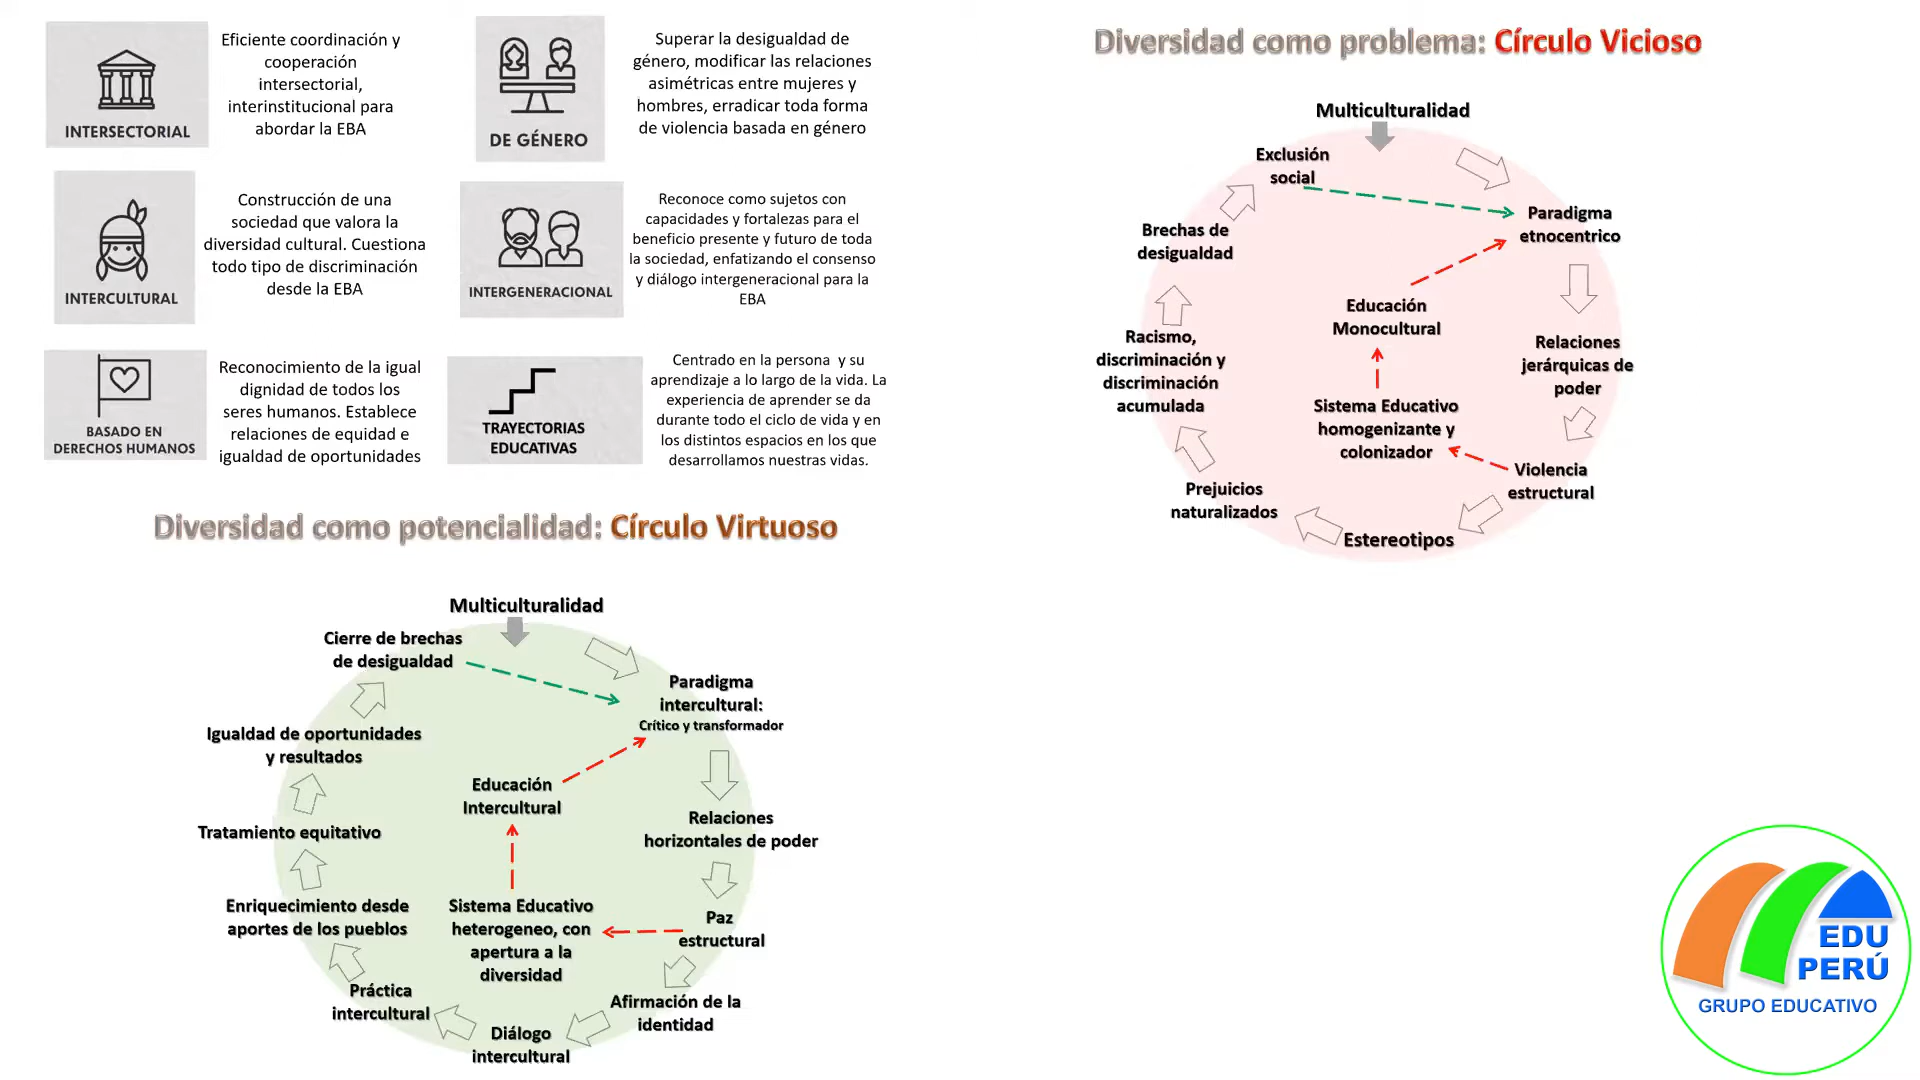 INTERSECTORIAL
Eficiente coordinación y
cooperación
intersectorial,
interinstitucional para
abordar la EBA
DE GÉNERO
Superar la desigualdad de
género, modificar las relaciones
asimétricas entre mujeres y
hombres, erradicar toda forma
de violencia basada en género
INTERCULTURAL
Construcción de una
sociedad que valora la
diversidad cultural. Cuestiona
todo tipo de discriminación
desde la EBA
INTERGENERACIONAL
Reconoce como sujetos con
capacidades y fortalezas para el
beneficio presente y futuro de toda
la sociedad, enfatizando el consenso
y diálogo intergeneracional para la
EBA
BASADO EN
DERECHOS HUMANOS
Reconocimiento de la igual
dignidad de todos los
seres humanos. Establece
relaciones de equidad e
igualdad de oportunidades
TRAYECTORIAS
EDUCATIVAS
Centrado en la persona y su
aprendizaje a lo largo de la vida. La
experiencia de aprender se da
durante todo el ciclo de vida y en
los distintos espacios en los que
desarrollamos nuestras vidas.
Diversidad como problema: Círculo Vicioso
Multiculturalidad
Exclusión
social
Paradigma
etnocentrico
Brechas de
desigualdad
Educación
Monocultural
Relaciones
jerárquicas de
poder
Racismo,
discriminación y
discriminación
acumulada
Sistema Educativo
homogenizante y
colonizador
Violencia
estructural
Prejuicios
naturalizados
Estereotipos
Diversidad como potencialidad: Círculo Virtuoso
Multiculturalidad
Cierre de brechas
de desigualdad
Paradigma
intercultural:
Crítico y transformador
Igualdad de oportunidades
y resultados
Educación
Intercultural
Relaciones
horizontales de poder
Tratamiento equitativo
Enriquecimiento desde
aportes de los pueblos
Sistema Educativo
heterogeneo, con
apertura a la
diversidad
Paz
estructural
Práctica
intercultural
Afirmación de la
identidad
Diálogo
intercultural
EDU
PERÚ
GRUPO EDUCATIVO